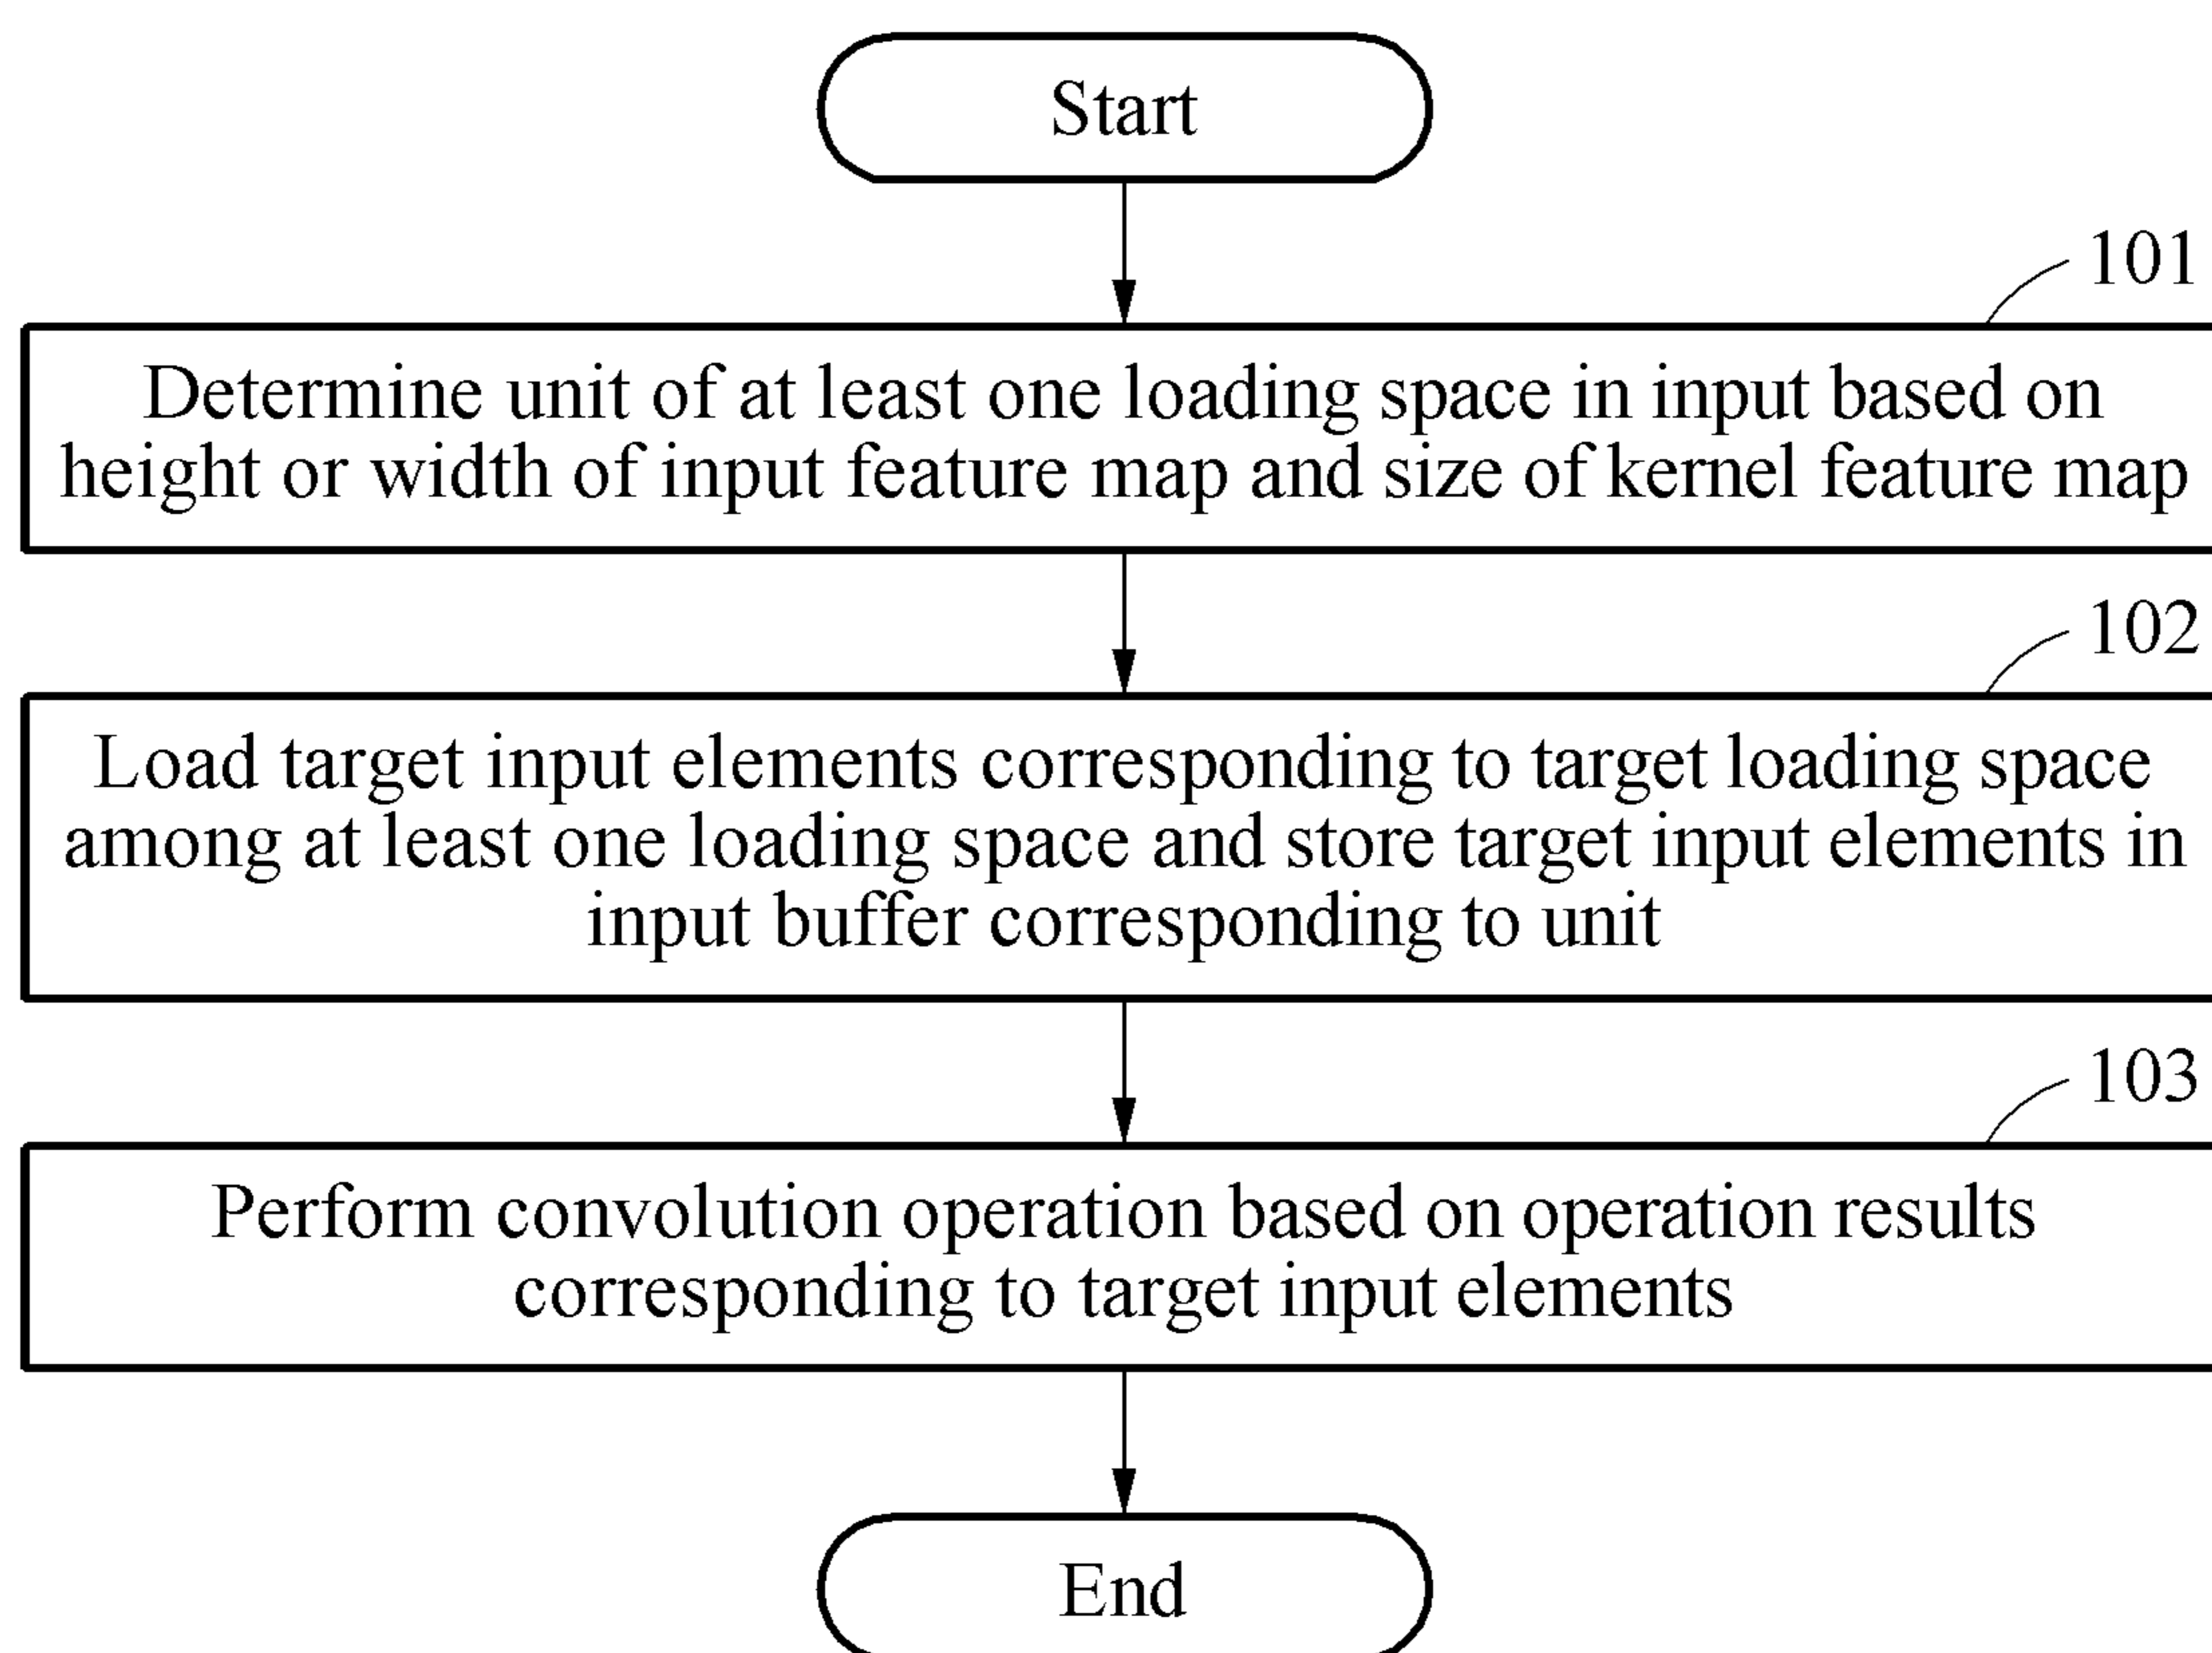 Start
101
Determine unit of at least one loading space in input based on
height or width of input feature map and size of kernel feature map
102
Load target input elements corresponding to target loading space
among at least one loading space and store target input elements in
input buffer corresponding to unit
103
Perform convolution operation based on operation results
corresponding to target input elements
End